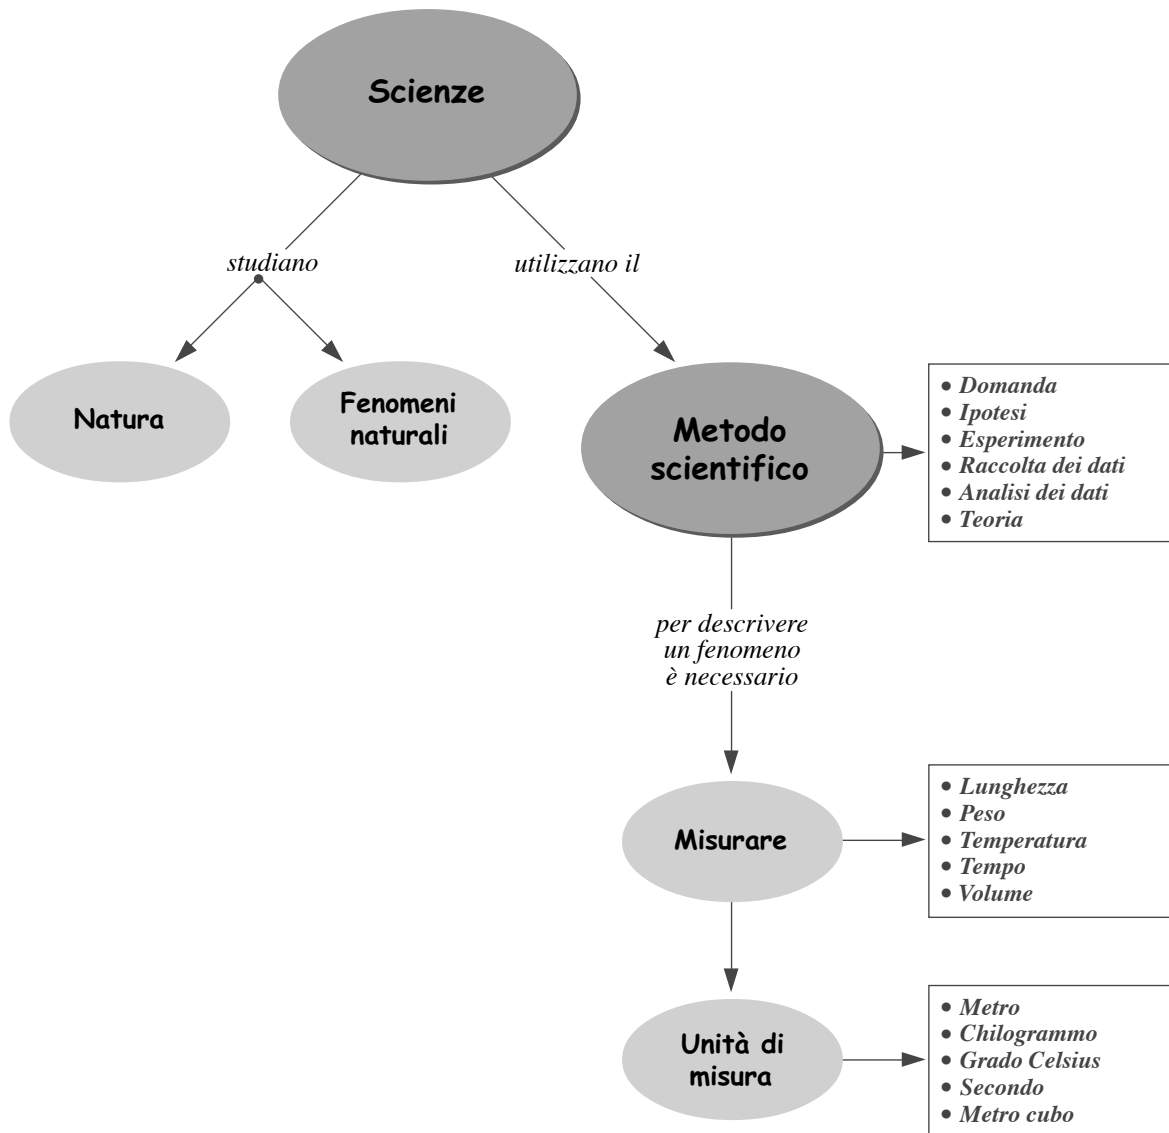 Scienze
studiano
utilizzano il
Natura
Fenomeni
naturali
Metodo
scientifico
• Domanda
• Ipotesi
• Esperimento
• Raccolta dei dati
• Analisi dei dati
• Teoria
per descrivere
un fenomeno
è necessario
Misurare
• Lunghezza
• Peso
• Temperatura
• Tempo
• Volume
Unità di
misura
• Metro
• Chilogrammo
• Grado Celsius
• Secondo
• Metro cubo